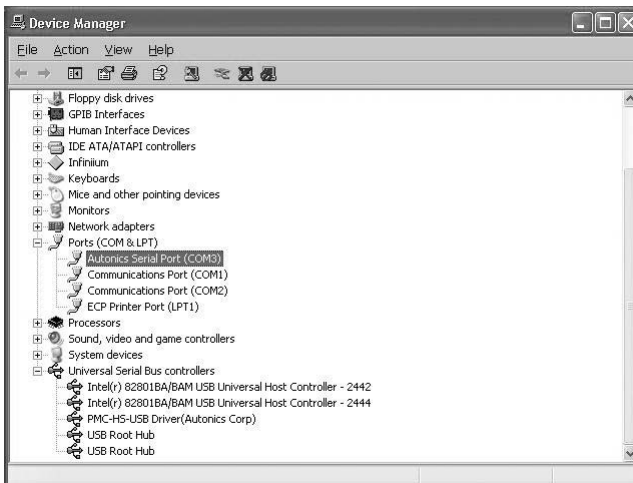 Device Manager
File Action View Help
Floppy disk drives
GPIB Interfaces
Human Interface Devices
IDE ATA/ATAPI controllers
Infiniium
Keyboards
Mice and other pointing devices
Monitors
Network adapters
Ports (COM & LPT)
Autonics Serial Port (COM3)
Communications Port (COM1)
Communications Port (COM2)
ECP Printer Port (LPT1)
Processors
Sound, video and game controllers
System devices
Universal Serial Bus controllers
Intel(r) 82801BA/BAM USB Universal Host Controller - 2442
Intel(r) 82801BA/BAM USB Universal Host Controller - 2444
PMC-HS-USB Driver(Autonics Corp)
USB Root Hub
USB Root Hub